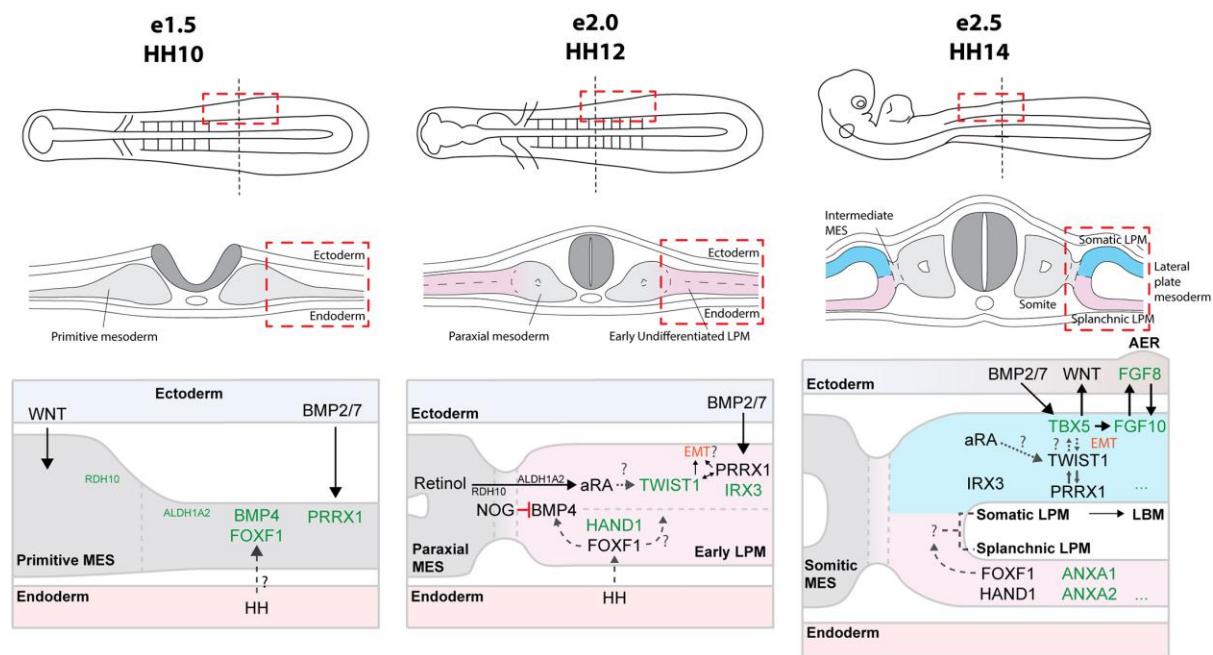 e1.5
HH10
Ectoderm
Endoderm
Primitive mesoderm
Ectoderm
WNT
BMP2/7
RDH10
ALDH1A2
BMP4
FOXF1
PRRX1
Primitive MES
?
HH
Endoderm
e2.0
HH12
Ectoderm
Endoderm
Paraxial mesoderm
Early Undifferentiated LPM
Ectoderm
BMP2/7
EMT?
?
PRRX1
Retinol
RDH10
ALDH1A2
aRA
TWIST1
IRX3
NOG
BMP4
HAND1
?
FOXF1
Paraxial
MES
Early LPM
Endoderm
HH
e2.5
HH14
Intermediate
MES
Somatic LPM
Lateral
plate
mesoderm
Somite
Splanchnic LPM
AER
Ectoderm
BMP2/7
WNT
FGF8
TBX5
FGF10
aRA
?
?
EMT
TWIST1
IRX3
PRRX1
...
Somatic LPM
LBM
?
Splanchnic LPM
Somitic
MES
FOXF1
ANXA1
HAND1
ANXA2
...
Endoderm